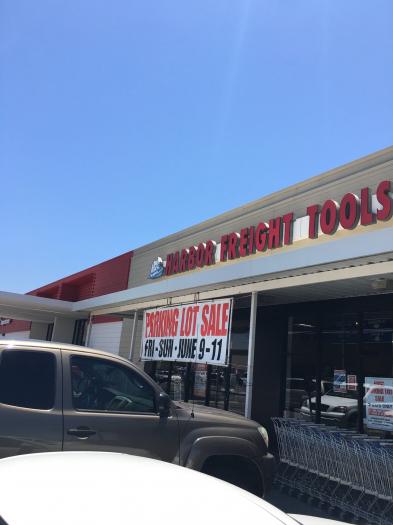 HARBOR FREIGHT TOOLS
PARKING LOT SALE
FRI-SUN-JUNE 9-11